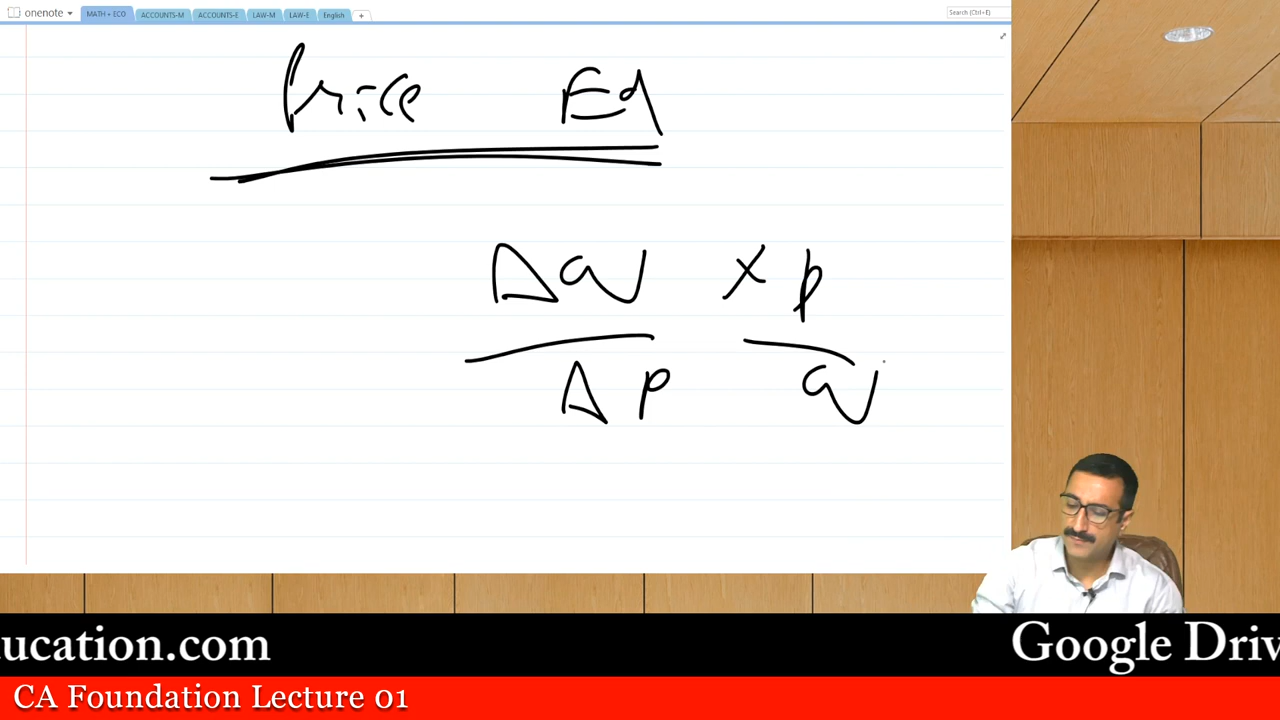 onenote MATH + ECO ACCOUNTS-M ACCOUNTS-E LAW-M LAW-E English + Search (Ctrl+E)
Price Ed
ΔQ × P
ΔP Q
ucation.com Google Driv
CA Foundation Lecture 01